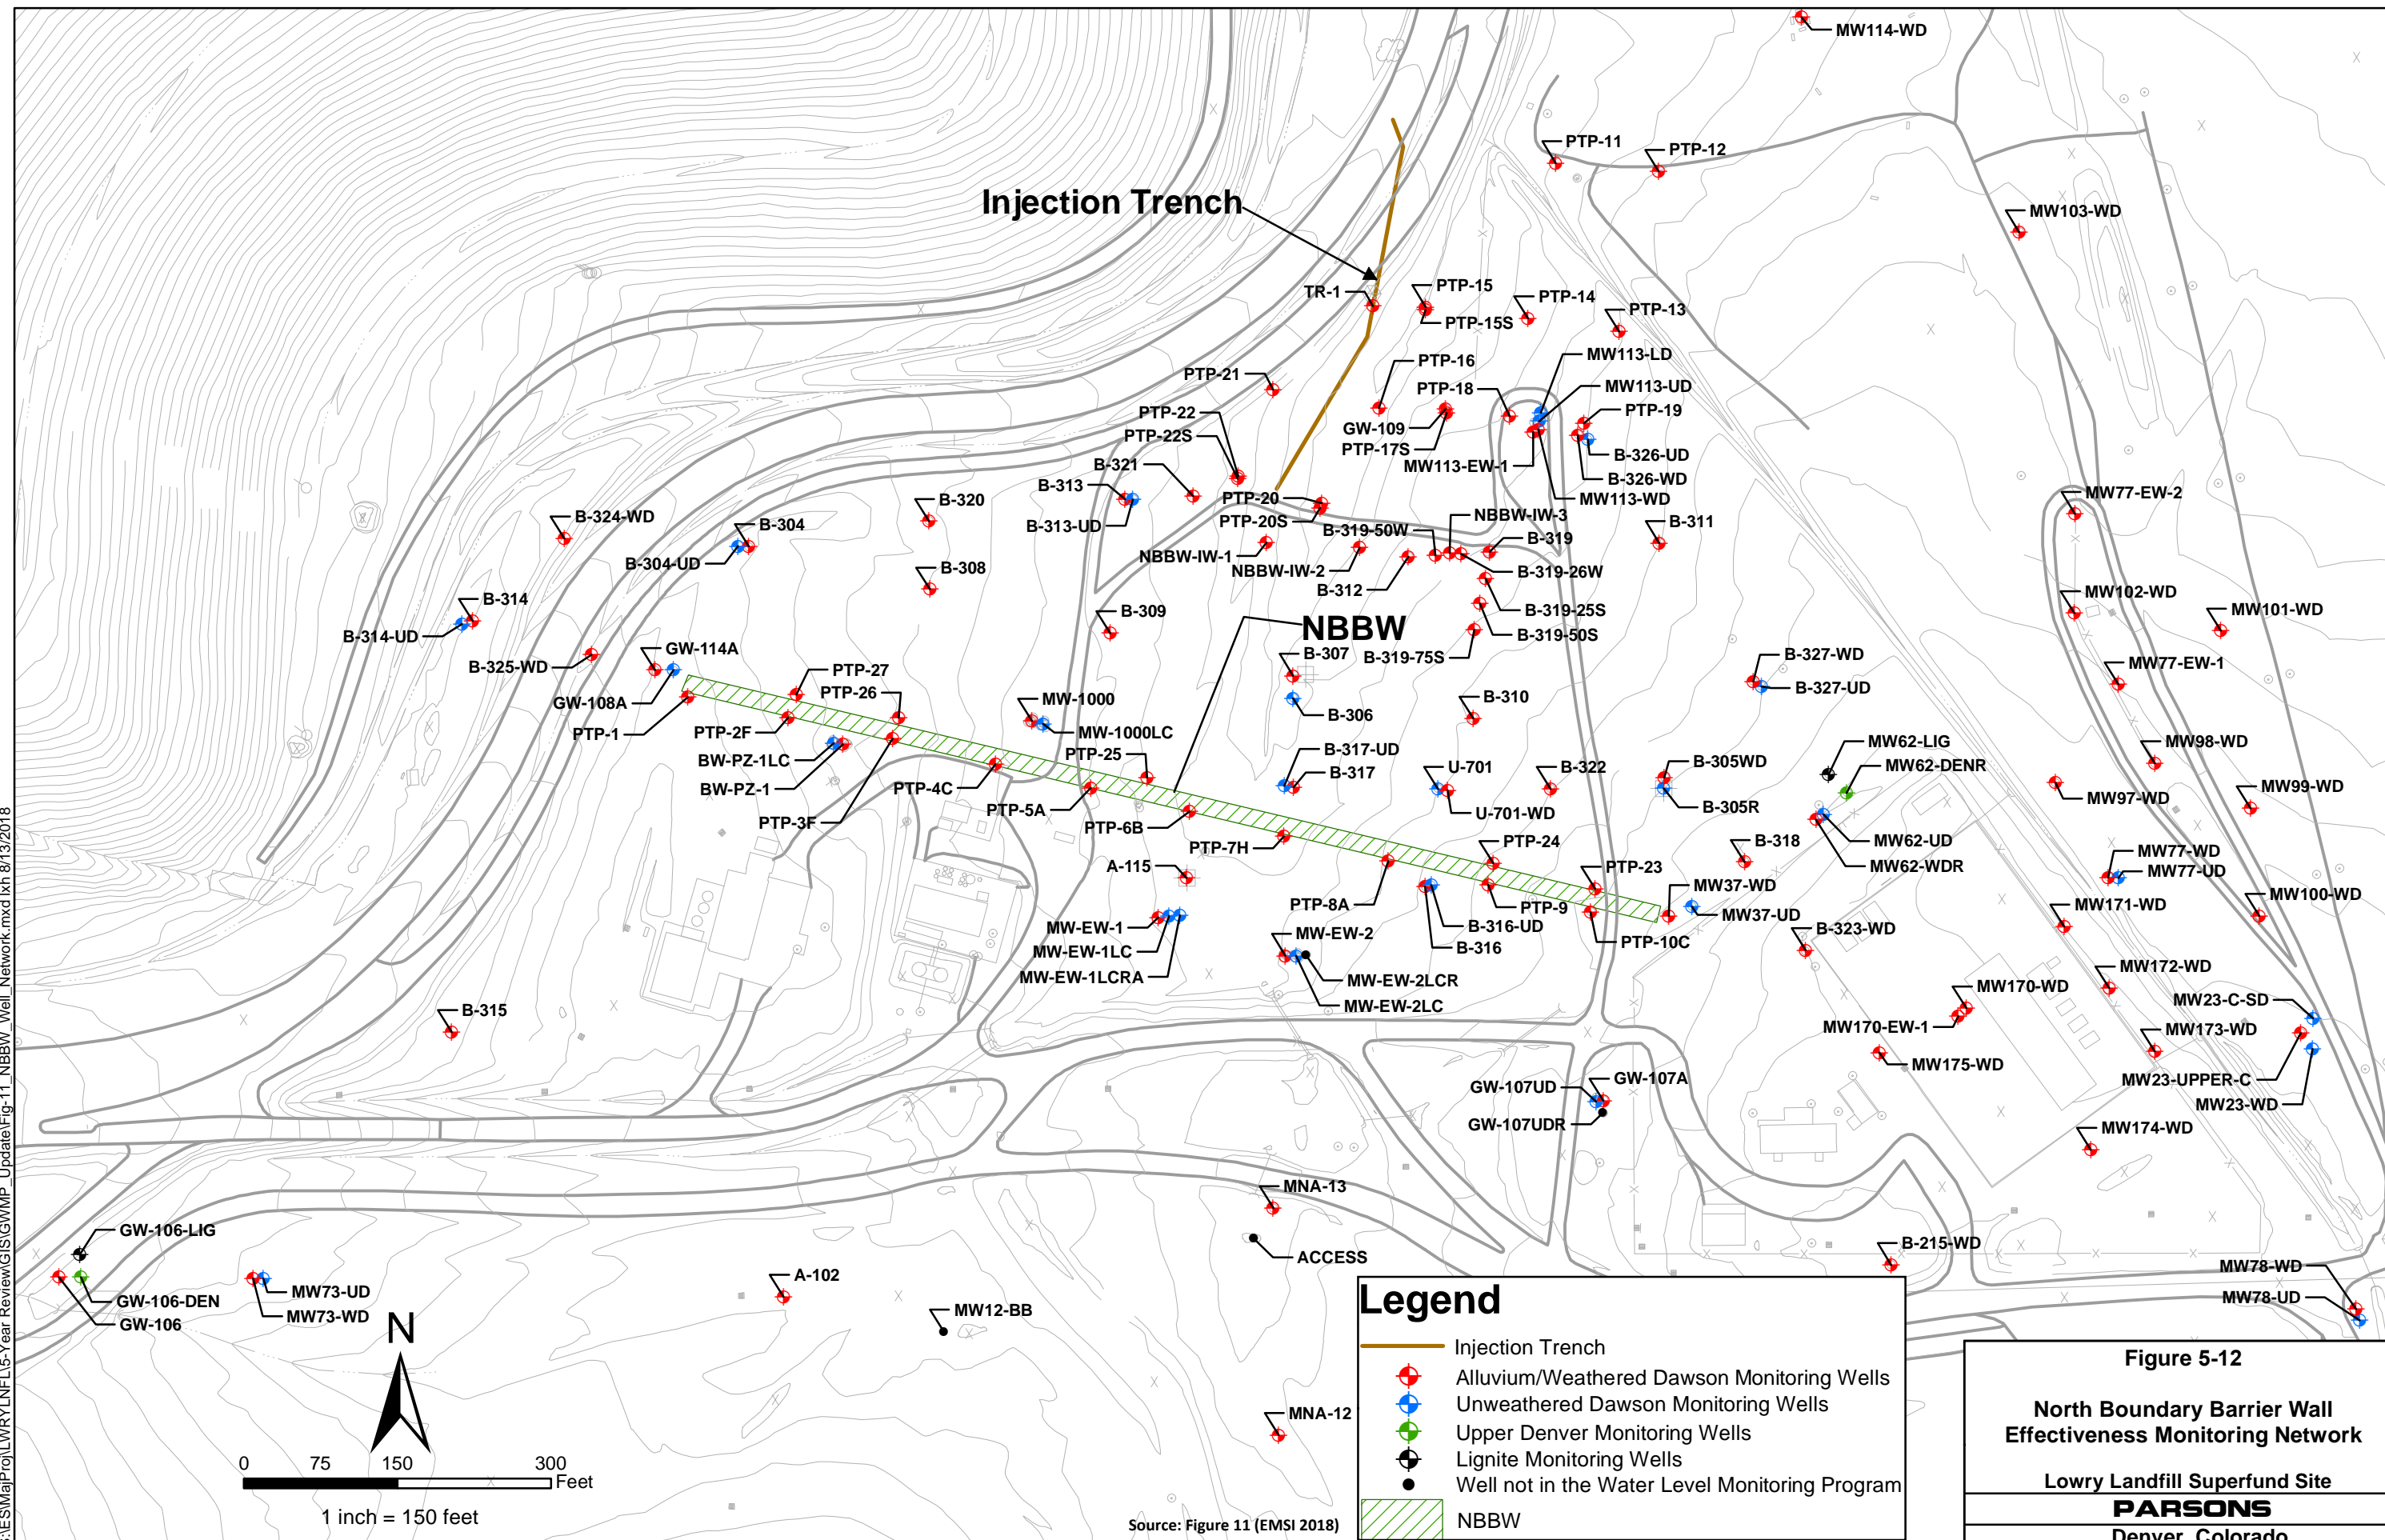 MW114-WD
PTP-11
PTP-12
Injection Trench
MW103-WD
TR-1
PTP-15
PTP-15S
PTP-14
PTP-13
PTP-16
MW113-LD
PTP-21
PTP-18
MW113-UD
PTP-22
PTP-19
GW-109
PTP-22S
PTP-17S
B-326-UD
B-321
MW113-EW-1
B-326-WD
B-313
PTP-20
MW113-WD
MW77-EW-2
B-320
B-324-WD
B-304
B-313-UD
PTP-20S
B-319-50W
NBBW-IW-3
B-319
B-311
B-304-UD
B-308
NBBW-IW-1
NBBW-IW-2
B-319-26W
B-312
B-314
B-309
B-319-25S
MW102-WD
MW101-WD
B-314-UD
NBBW
B-319-50S
B-325-WD
GW-114A
B-307
B-319-75S
B-327-WD
MW77-EW-1
PTP-27
B-327-UD
GW-108A
PTP-26
MW-1000
B-310
B-306
PTP-1
PTP-2F
MW-1000LC
MW62-LIG
MW98-WD
BW-PZ-1LC
PTP-25
B-317-UD
B-305WD
MW62-DENR
U-701
B-322
BW-PZ-1
PTP-4C
B-317
B-305R
MW97-WD
MW99-WD
PTP-5A
U-701-WD
PTP-3F
PTP-6B
PTP-7H
PTP-24
B-318
MW62-UD
MW77-WD
A-115
PTP-23
MW62-WDR
MW77-UD
MW37-WD
MW100-WD
PTP-8A
PTP-9
MW171-WD
MW-EW-1
MW-EW-2
B-316-UD
MW37-UD
B-323-WD
MW-EW-1LC
B-316
PTP-10C
MW-EW-1LCRA
MW-EW-2LCR
MW172-WD
MW-EW-2LC
MW170-WD
MW23-C-SD
B-315
MW170-EW-1
MW173-WD
MW175-WD
GW-107UD
GW-107A
MW23-UPPER-C
MW23-WD
GW-107UDR
MW174-WD
MNA-13
GW-106-LIG
ACCESS
B-215-WD
MW78-WD
GW-106-DEN
MW73-UD
A-102
MW78-UD
GW-106
MW73-WD
MW12-BB
MNA-12
N
0 75 150 300
Feet
1 inch = 150 feet
Source: Figure 11 (EMSI 2018)
Legend
Injection Trench
Alluvium/Weathered Dawson Monitoring Wells
Unweathered Dawson Monitoring Wells
Upper Denver Monitoring Wells
Lignite Monitoring Wells
Well not in the Water Level Monitoring Program
NBBW
Figure 5-12
North Boundary Barrier Wall
Effectiveness Monitoring Network
Lowry Landfill Superfund Site
PARSONS
Denver, Colorado